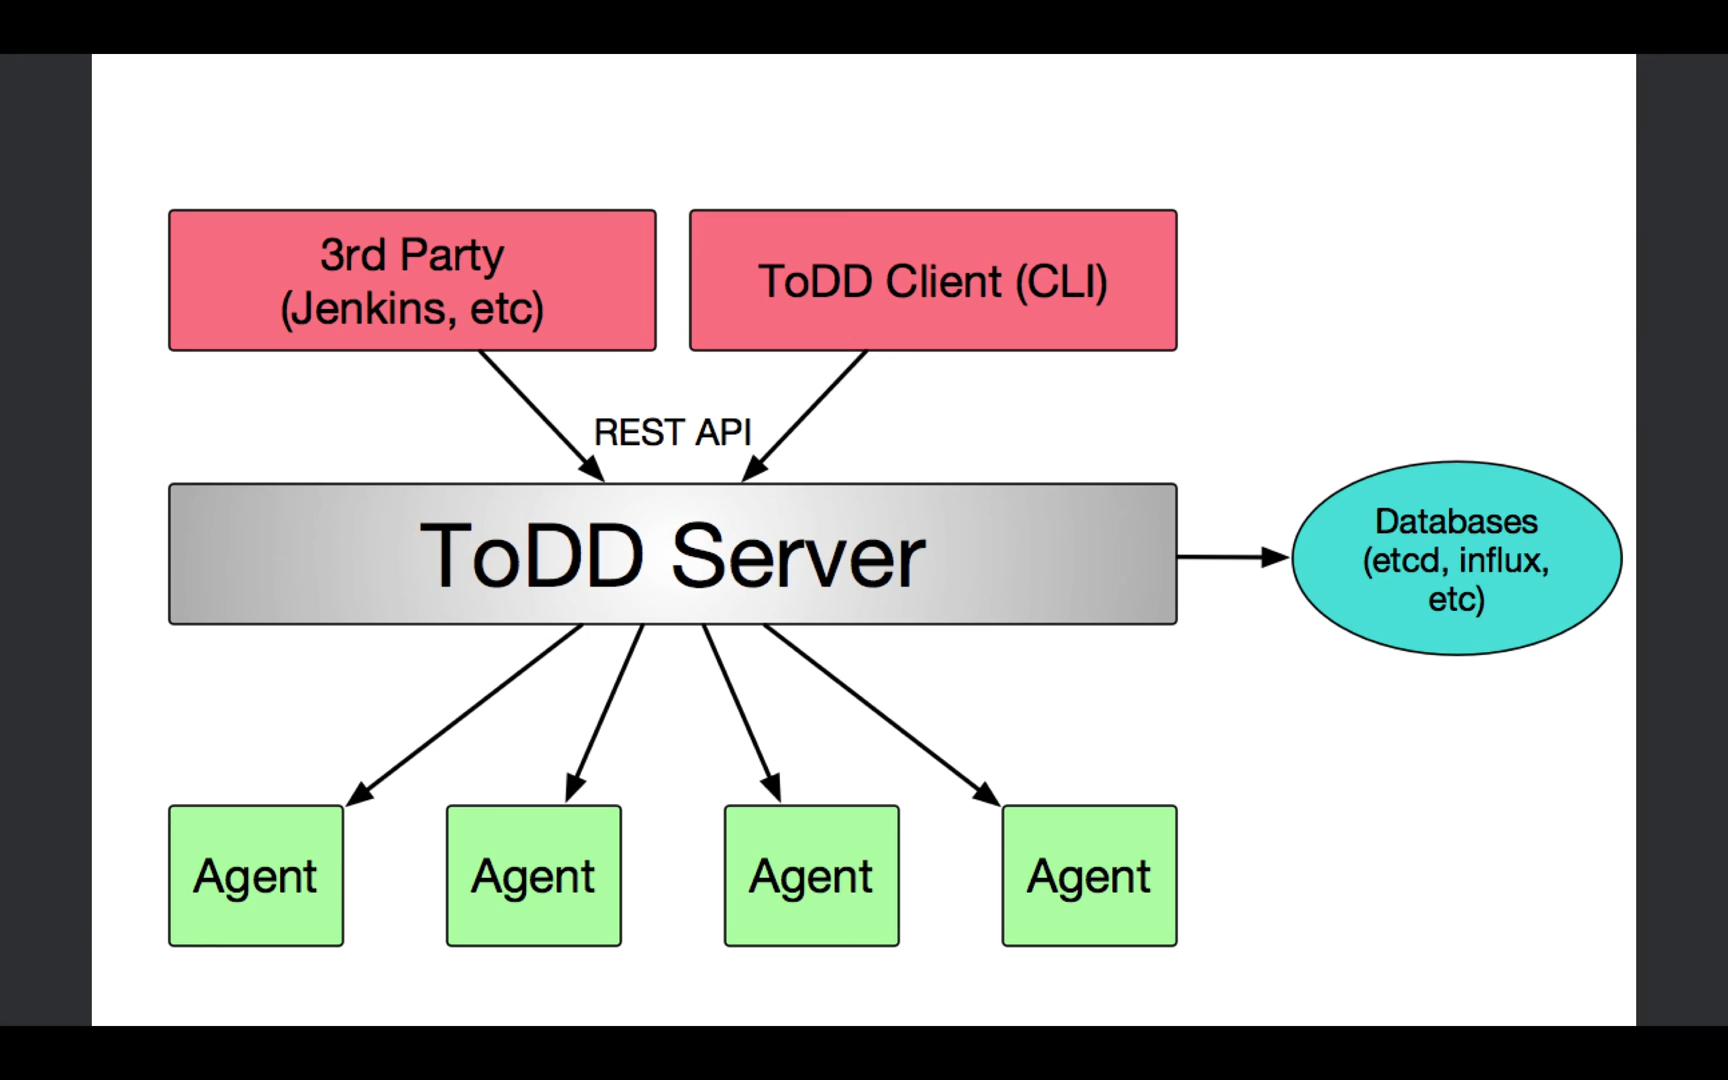 3rd Party
(Jenkins, etc)
ToDD Client (CLI)
REST API
ToDD Server
Databases
(etcd, influx,
etc)
Agent
Agent
Agent
Agent